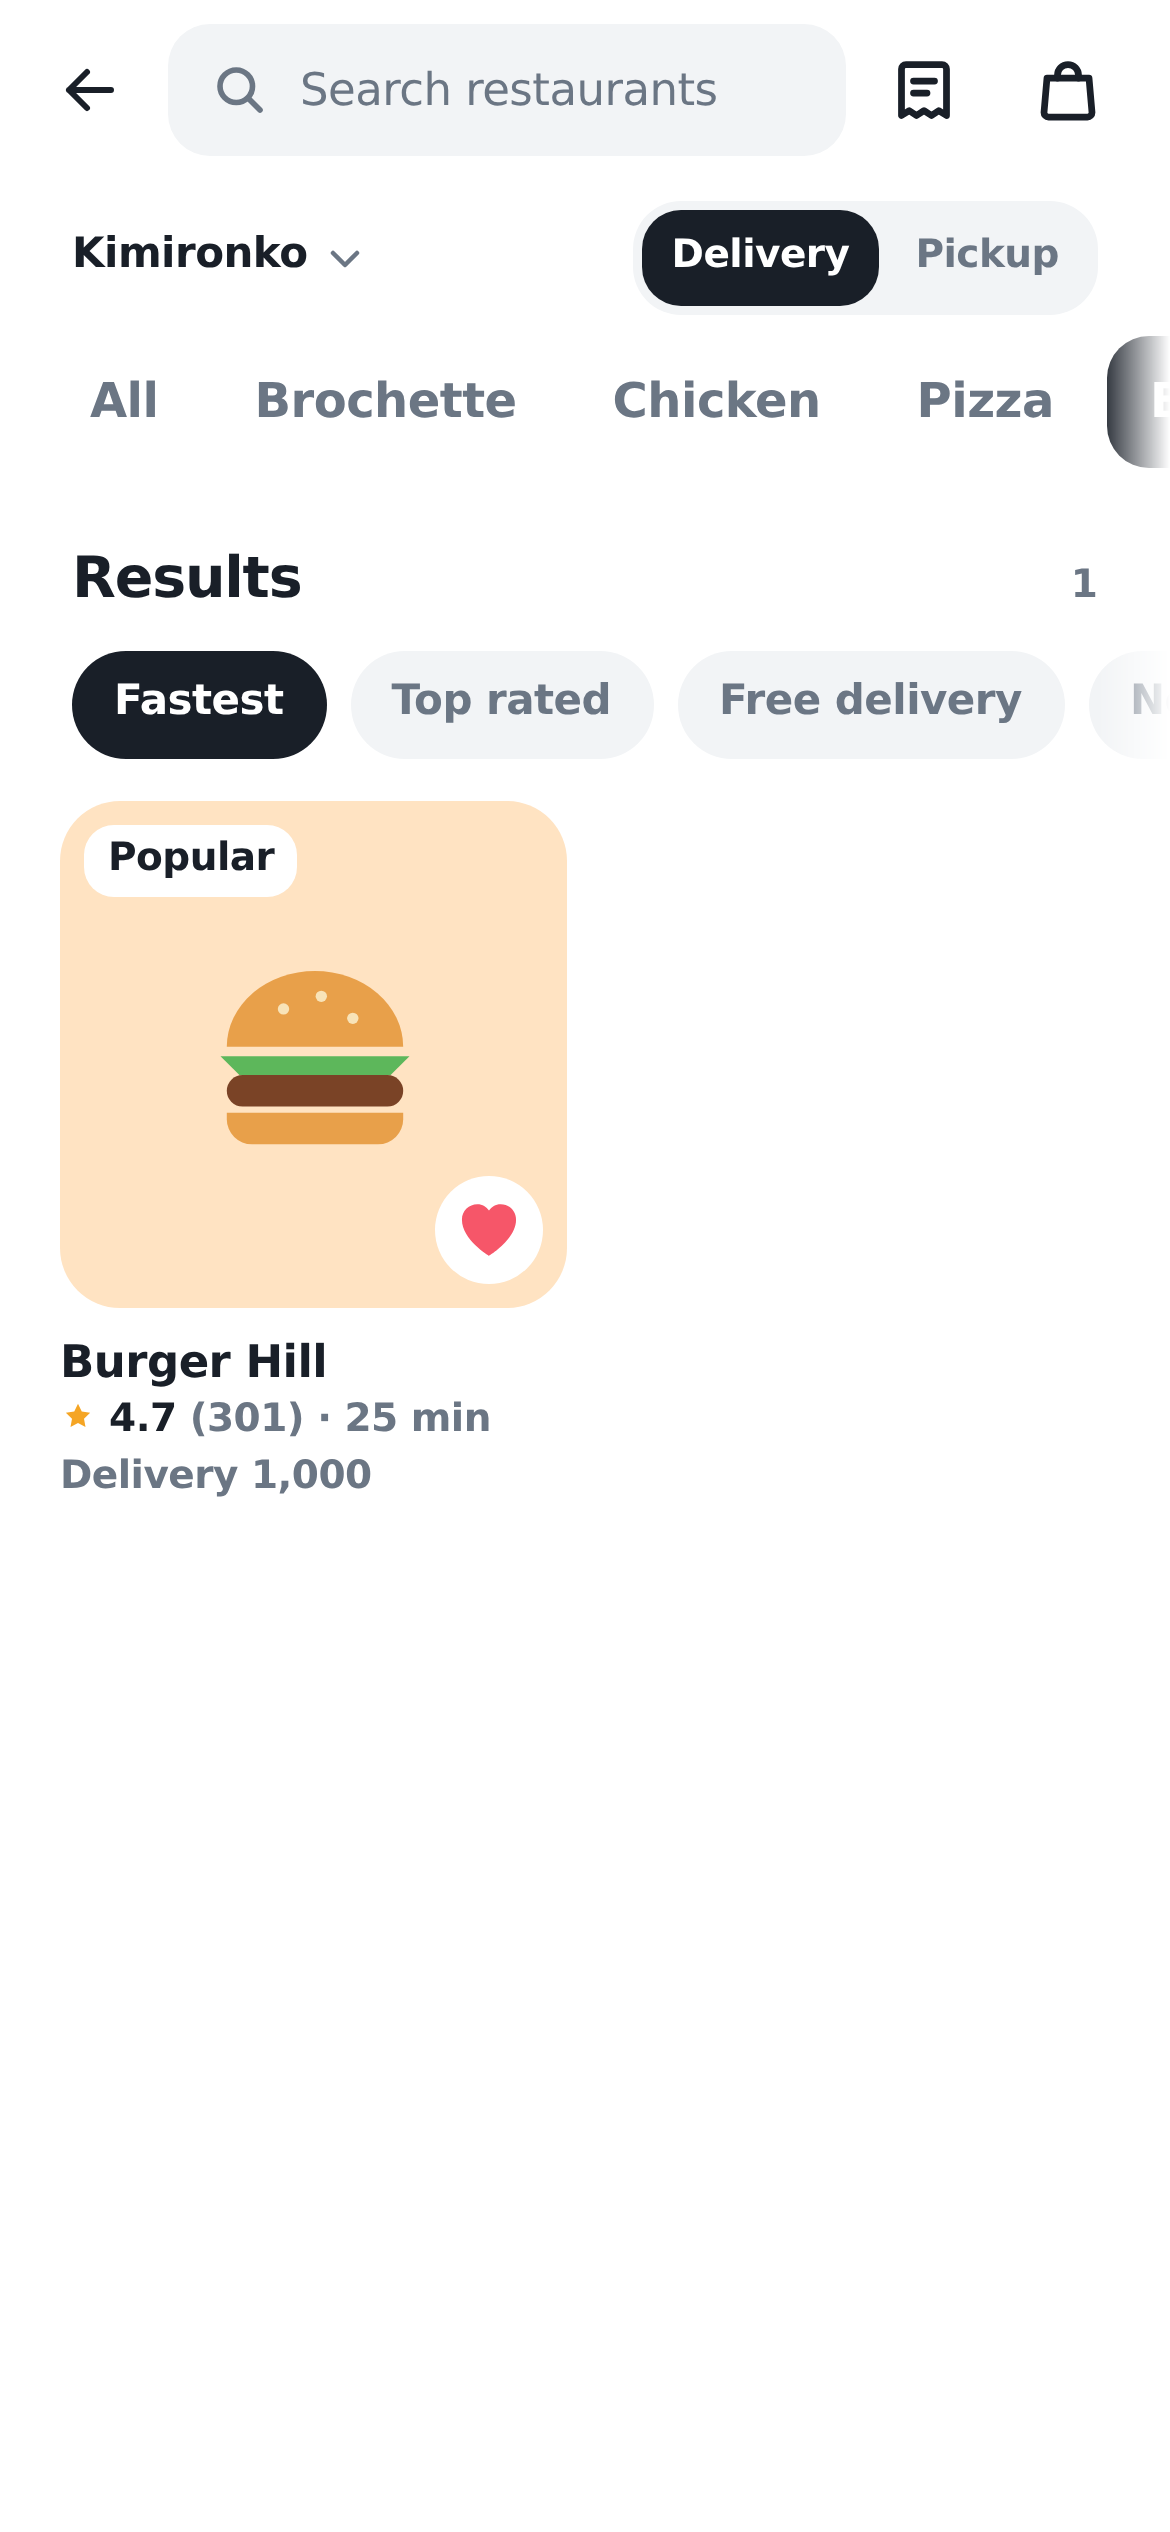 Search restaurants
Kimironko
Delivery Pickup
All Brochette Chicken Pizza
Results 1
Fastest Top rated Free delivery
Popular
Burger Hill
4.7 (301) · 25 min
Delivery 1,000